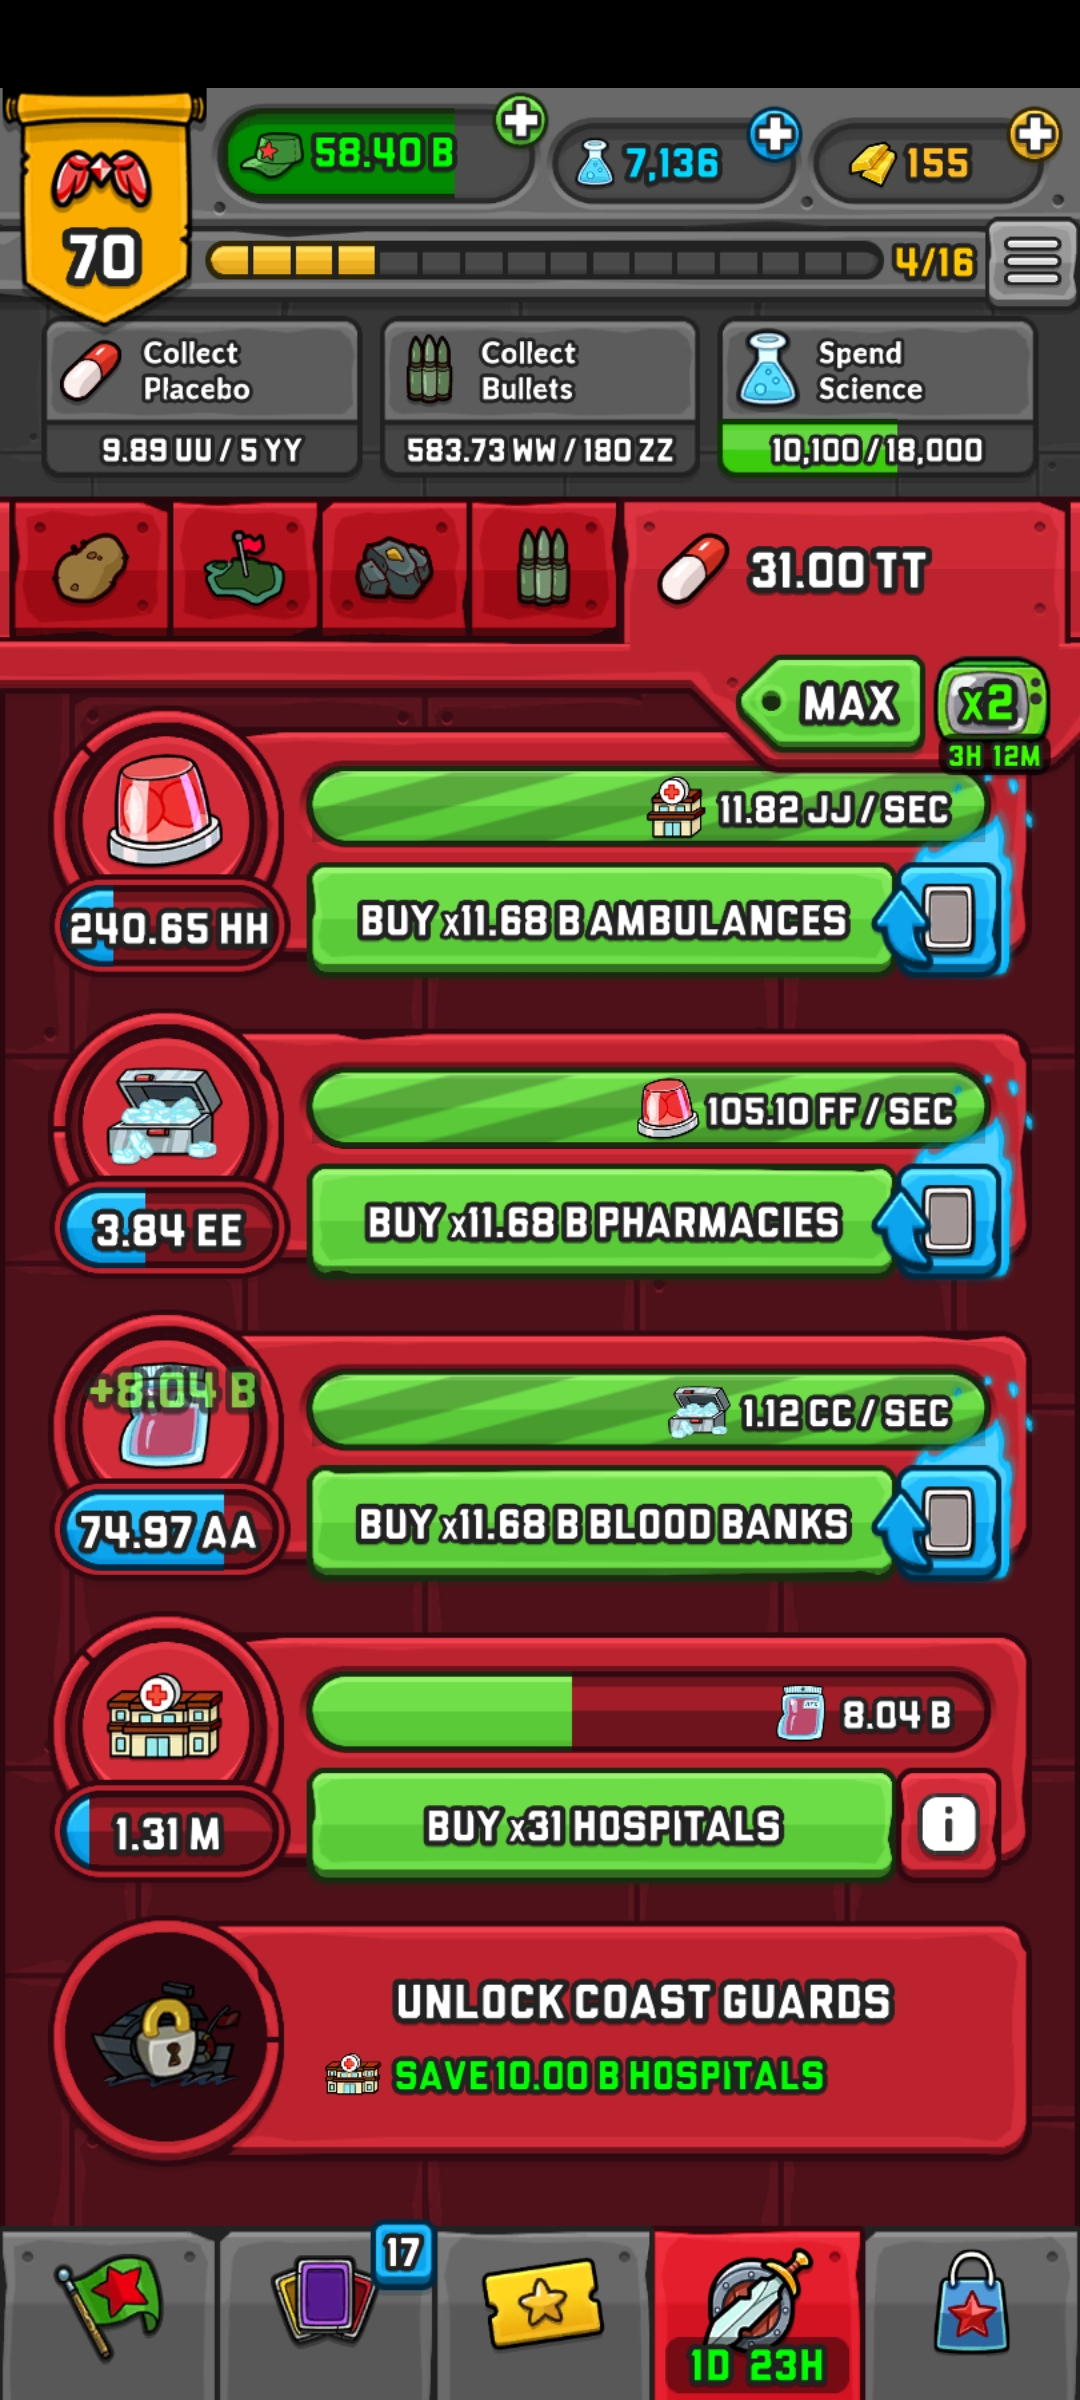 58.40 B
7,136
155
70
4/16
Collect
Placebo
9.89 UU / 5 YY
Collect
Bullets
583.73 WW / 180 ZZ
Spend
Science
10,100 / 18,000
31.00 TT
MAX
x2
3H 12M
11.82 JJ / SEC
240.65 HH
BUY x11.68 B AMBULANCES
105.10 FF / SEC
3.84 EE
BUY x11.68 B PHARMACIES
+8.04 B
1.12 CC / SEC
74.97 AA
BUY x11.68 B BLOOD BANKS
8.04 B
1.31 M
BUY x31 HOSPITALS
i
UNLOCK COAST GUARDS
SAVE 10.00 B HOSPITALS
17
1D 23H